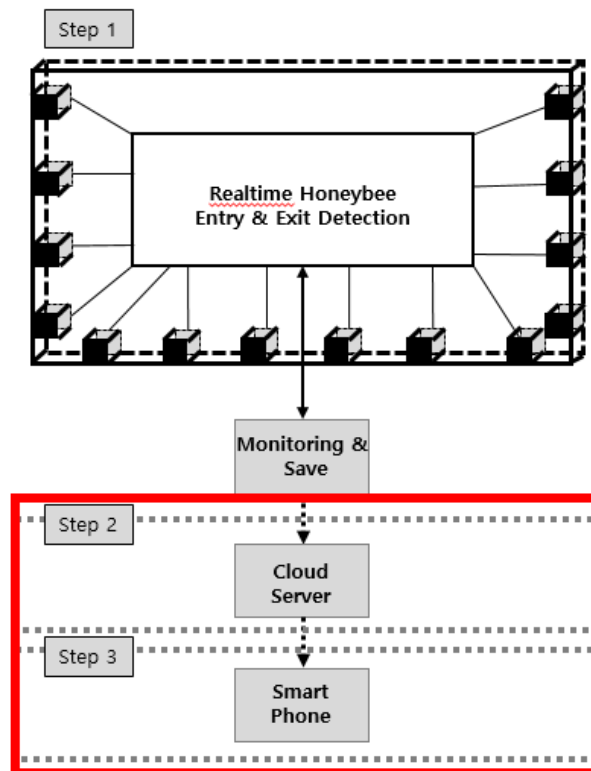 Step 1
Realtime Honeybee
Entry & Exit Detection
Monitoring &
Save
Step 2
Cloud
Server
Step 3
Smart
Phone